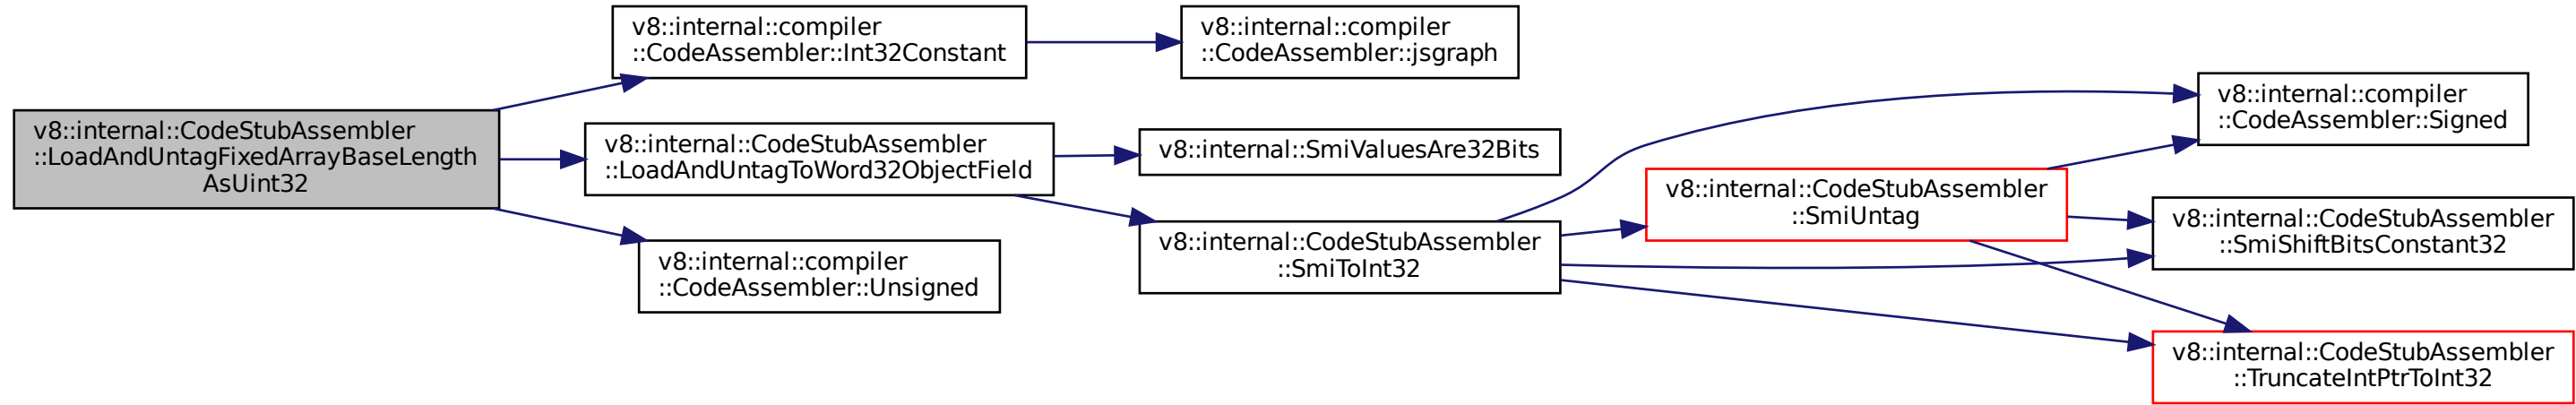 v8::internal::CodeStubAssembler
::LoadAndUntagFixedArrayBaseLength
AsUint32
v8::internal::compiler
::CodeAssembler::Int32Constant
v8::internal::compiler
::CodeAssembler::jsgraph
v8::internal::CodeStubAssembler
::LoadAndUntagToWord32ObjectField
v8::internal::SmiValuesAre32Bits
v8::internal::CodeStubAssembler
::SmiToInt32
v8::internal::CodeStubAssembler
::SmiUntag
v8::internal::compiler
::CodeAssembler::Signed
v8::internal::CodeStubAssembler
::SmiShiftBitsConstant32
v8::internal::CodeStubAssembler
::TruncateIntPtrToInt32
v8::internal::compiler
::CodeAssembler::Unsigned